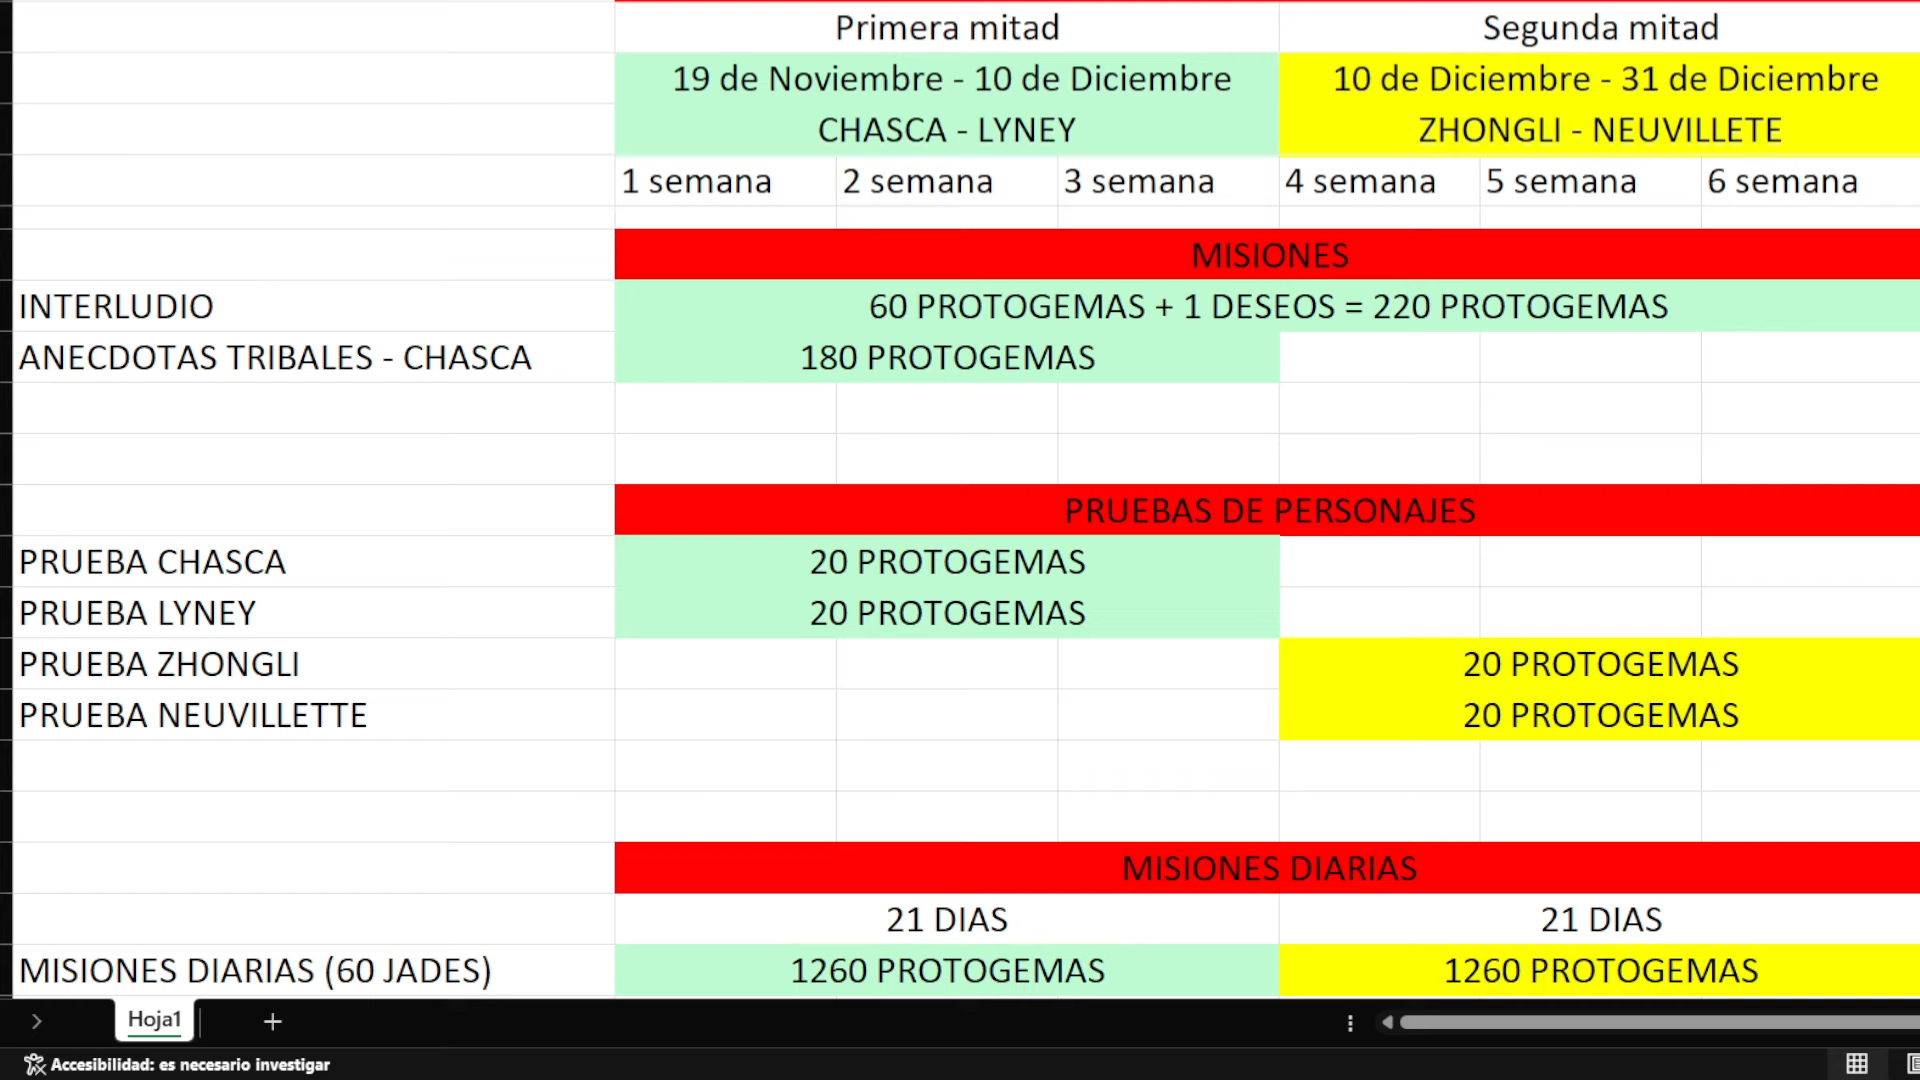 Primera mitad Segunda mitad
19 de Noviembre - 10 de Diciembre 10 de Diciembre - 31 de Diciembre
CHASCA - LYNEY ZHONGLI - NEUVILLETE
1 semana 2 semana 3 semana 4 semana 5 semana 6 semana
MISIONES
INTERLUDIO 60 PROTOGEMAS + 1 DESEOS = 220 PROTOGEMAS
ANECDOTAS TRIBALES - CHASCA 180 PROTOGEMAS
PRUEBAS DE PERSONAJES
PRUEBA CHASCA 20 PROTOGEMAS
PRUEBA LYNEY 20 PROTOGEMAS
PRUEBA ZHONGLI 20 PROTOGEMAS
PRUEBA NEUVILLETTE 20 PROTOGEMAS
MISIONES DIARIAS
21 DIAS 21 DIAS
MISIONES DIARIAS (60 JADES) 1260 PROTOGEMAS 1260 PROTOGEMAS
Hoja1
Accesibilidad: es necesario investigar